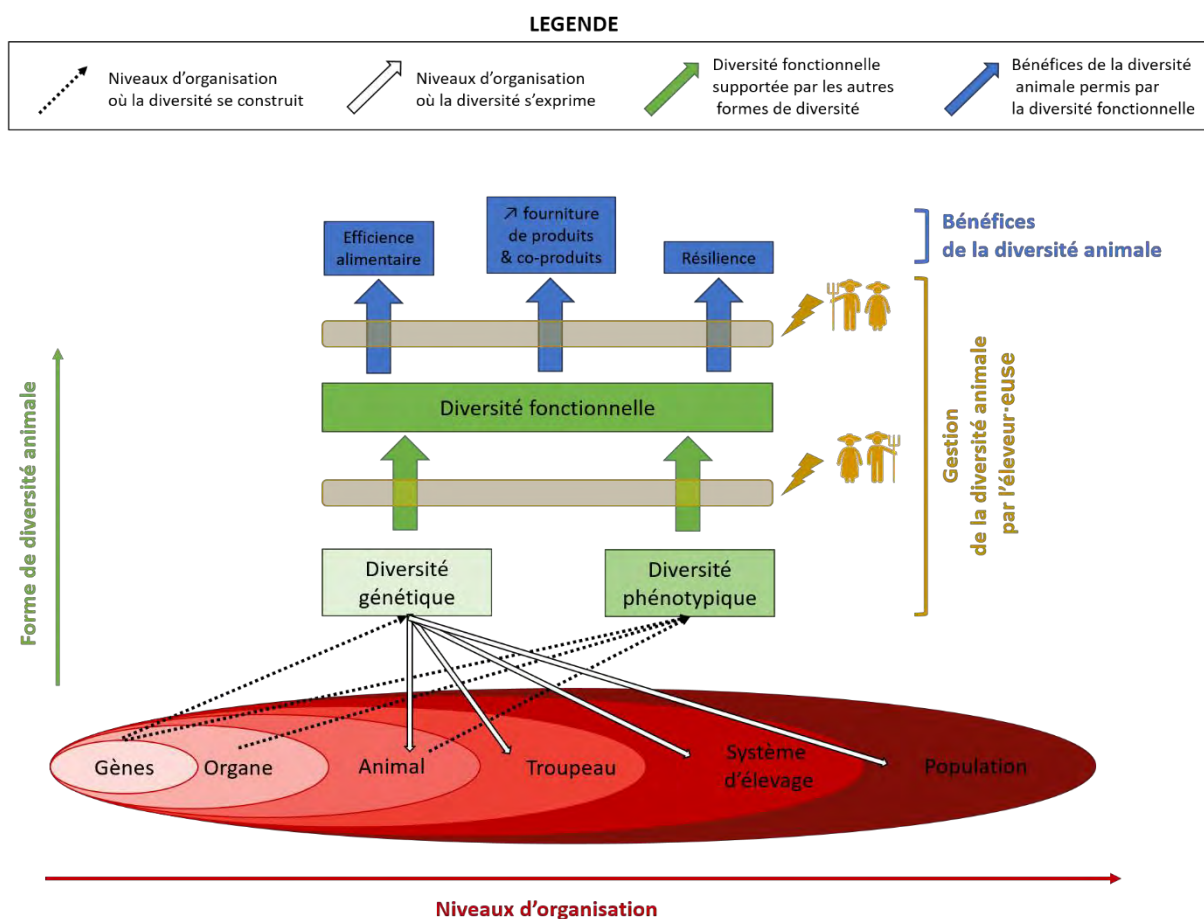 LEGENDE
Niveaux d'organisation
où la diversité se construit
Niveaux d'organisation
où la diversité s'exprime
Diversité fonctionnelle
supportée par les autres
formes de diversité
Bénéfices de la diversité
animale permis par
la diversité fonctionnelle
Efficience
alimentaire
↗ fourniture
de produits
& co-produits
Résilience
Bénéfices
de la diversité animale
Diversité fonctionnelle
Gestion
de la diversité animale
par l'éleveur·euse
Forme de diversité animale
Diversité
génétique
Diversité
phénotypique
Gènes
Organe
Animal
Troupeau
Système
d'élevage
Population
Niveaux d'organisation